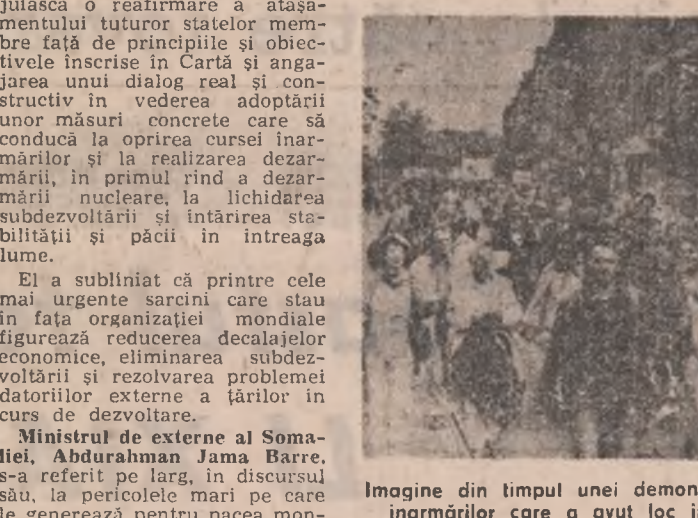 juiască o reafirmare a atașa-
mentului tuturor statelor mem-
bre față de principiile și obiec-
tivele înscrise în Cartă și anga-
jarea unui dialog real și con-
structiv în vederea adoptării
unor măsuri concrete care să
conducă la oprirea cursei înar-
mărilor și la realizarea dezar-
mării, în primul rînd a dezar-
mării nucleare, la lichidarea
subdezvoltării și întărirea sta-
bilității și păcii în întreaga
lume.
El a subliniat că printre cele
mai urgente sarcini care stau
în fața organizației mondiale
figurează reducerea decalajelor
economice, eliminarea subdez-
voltării și rezolvarea problemei
datoriilor externe a țărilor în
curs de dezvoltare.
Ministrul de externe al Soma-
liei, Abdurahman Jama Barre,
s-a referit pe larg, în discursul
său, la pericolele mari pe care
le generează pentru pacea mon-
Imagine din timpul unei demon
înarmărilor care a avut loc î